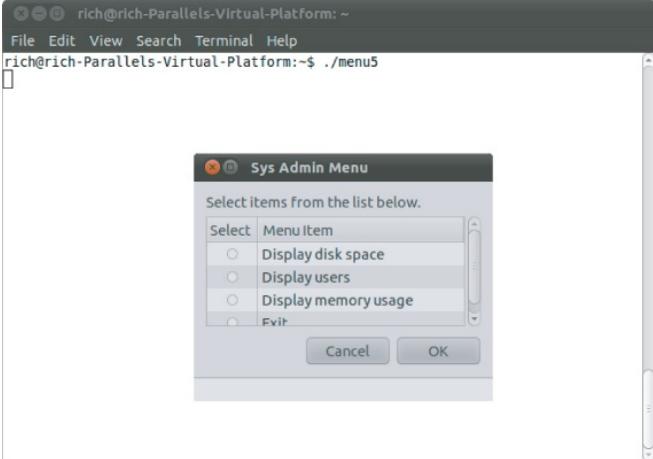 rich@rich-Parallels-Virtual-Platform: ~
File Edit View Search Terminal Help
rich@rich-Parallels-Virtual-Platform:~$ ./menu5
Sys Admin Menu
Select items from the list below.
Select Menu Item
Display disk space
Display users
Display memory usage
Exit
Cancel OK